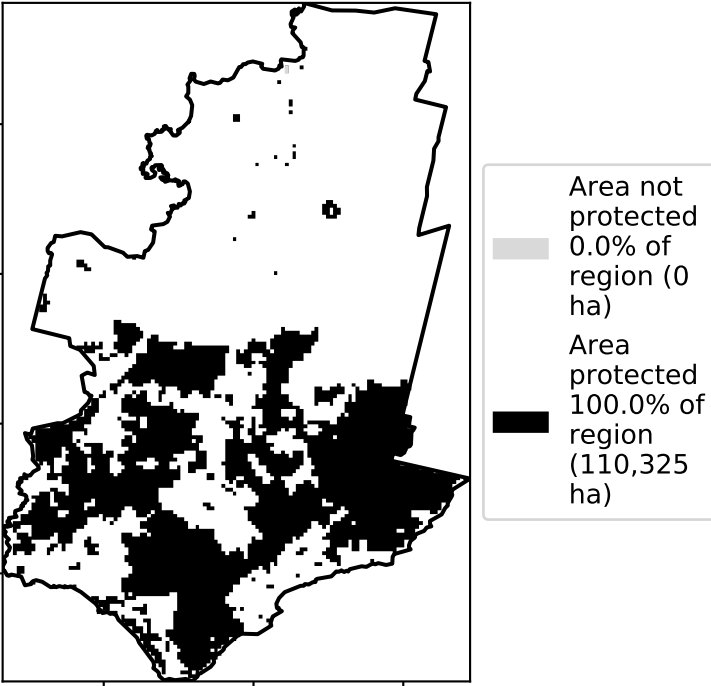 Area not
protected
0.0% of
region (0
ha)
Area
protected
100.0% of
region
(110,325
ha)